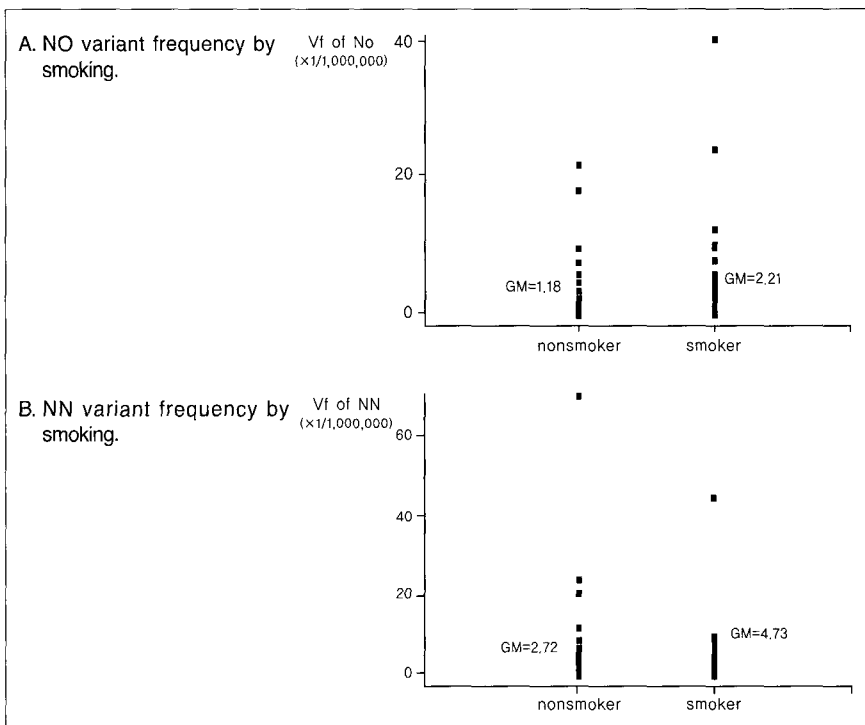 A. NO variant frequency by smoking.
Vf of No
(×1/1,000,000)
40
20
0
GM=1.18
GM=2.21
nonsmoker
smoker
B. NN variant frequency by smoking.
Vf of NN
(×1/1,000,000)
60
40
20
0
GM=2.72
GM=4.73
nonsmoker
smoker